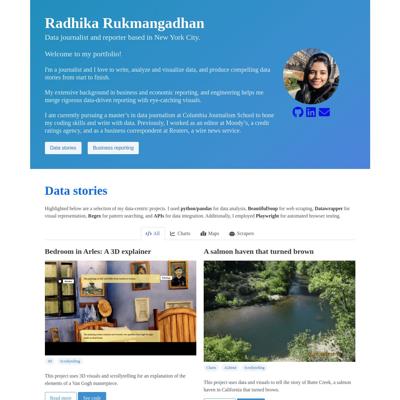 Radhika Rukmangadhan
Data journalist and reporter based in New York City.
Welcome to my portfolio!
I'm a journalist and I love to write, analyze and visualize data, and produce compelling data
stories from start to finish.
My extensive background in business and economic reporting, and engineering helps me
merge rigorous data-driven reporting with eye-catching visuals.
I am currently pursuing a master's in data journalism at Columbia Journalism School to hone
my coding skills and write with data. Previously, I worked as an editor at Moody's, a credit
ratings agency, and as a business correspondent at Reuters, a wire news service.
Data stories
Business reporting
Data stories
Highlighted below are a selection of my data-centric projects. I used python/pandas for data analysis, BeautifulSoup for web scraping, Datawrapper for
visual representation, Regex for pattern searching, and APIs for data integration. Additionally, I employed Playwright for automated browser testing.
All
Charts
Maps
Scrapers
Bedroom in Arles: A 3D explainer
A salmon haven that turned brown
3D
Scrollytelling
Charts
Scrollytelling
This project uses 3D visuals and scrollytelling for an explanation of the
elements of a Van Gogh masterpiece.
This project uses data and visuals to tell the story of Butte Creek, a salmon
haven in California that turned brown.
Read more
See code